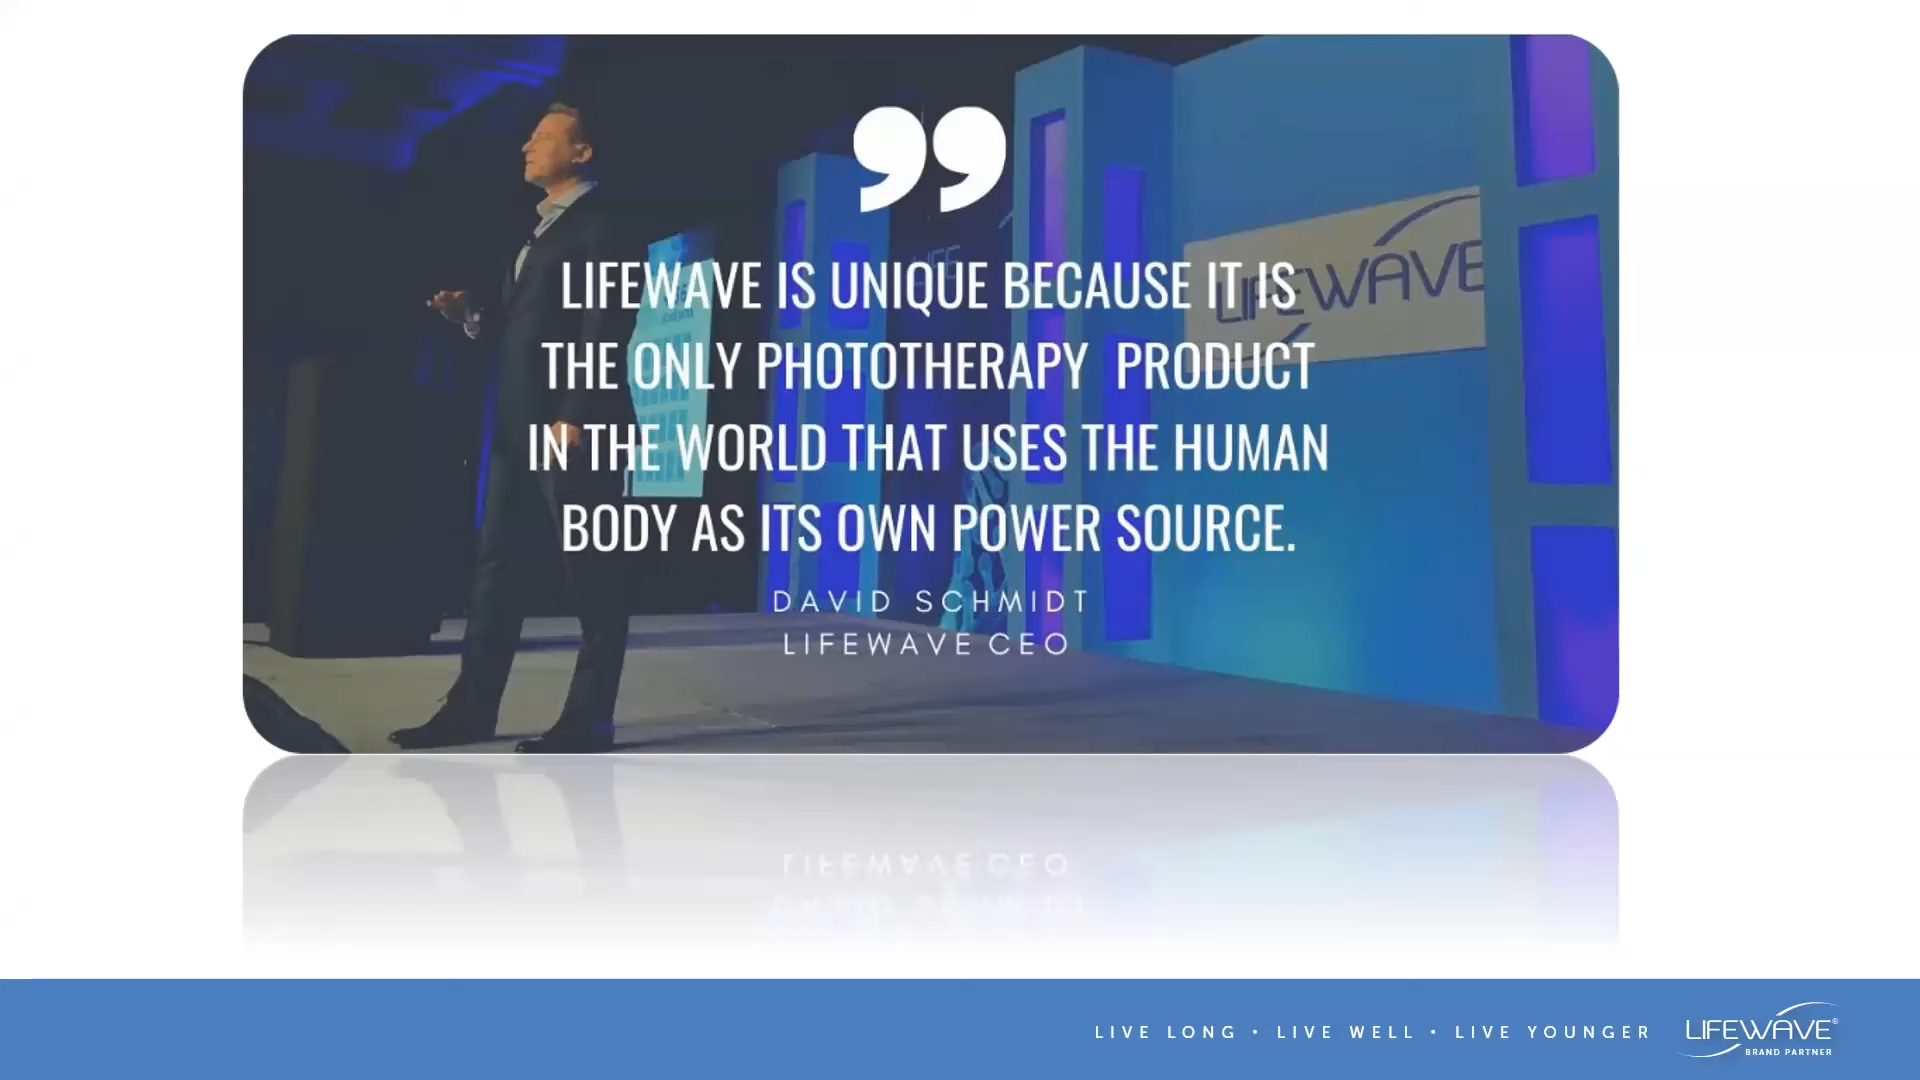 ”
LIFEWAVE IS UNIQUE BECAUSE IT IS
THE ONLY PHOTOTHERAPY PRODUCT
IN THE WORLD THAT USES THE HUMAN
BODY AS ITS OWN POWER SOURCE.
DAVID SCHMIDT
LIFEWAVE CEO
LIFEWAVE
LIVE LONG • LIVE WELL • LIVE YOUNGER
LIFEWAVE®
BRAND PARTNER